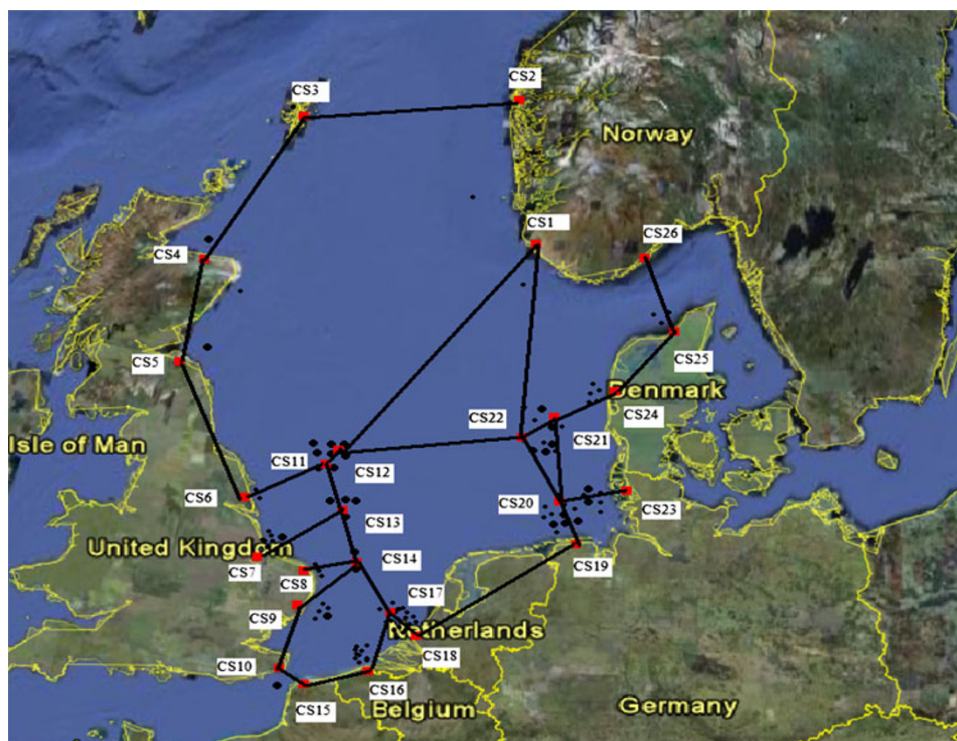 CS2
CS3
Norway
CS1
CS26
CS4
CS25
CS5
Denmark
CS24
CS22
Isle of Man
CS21
CS11
CS12
CS6
CS20
CS23
CS13
United Kingdom
CS19
CS14
CS7
CS8
CS17
CS9
Netherlands
CS18
CS10
CS16
CS15
Belgium
Germany